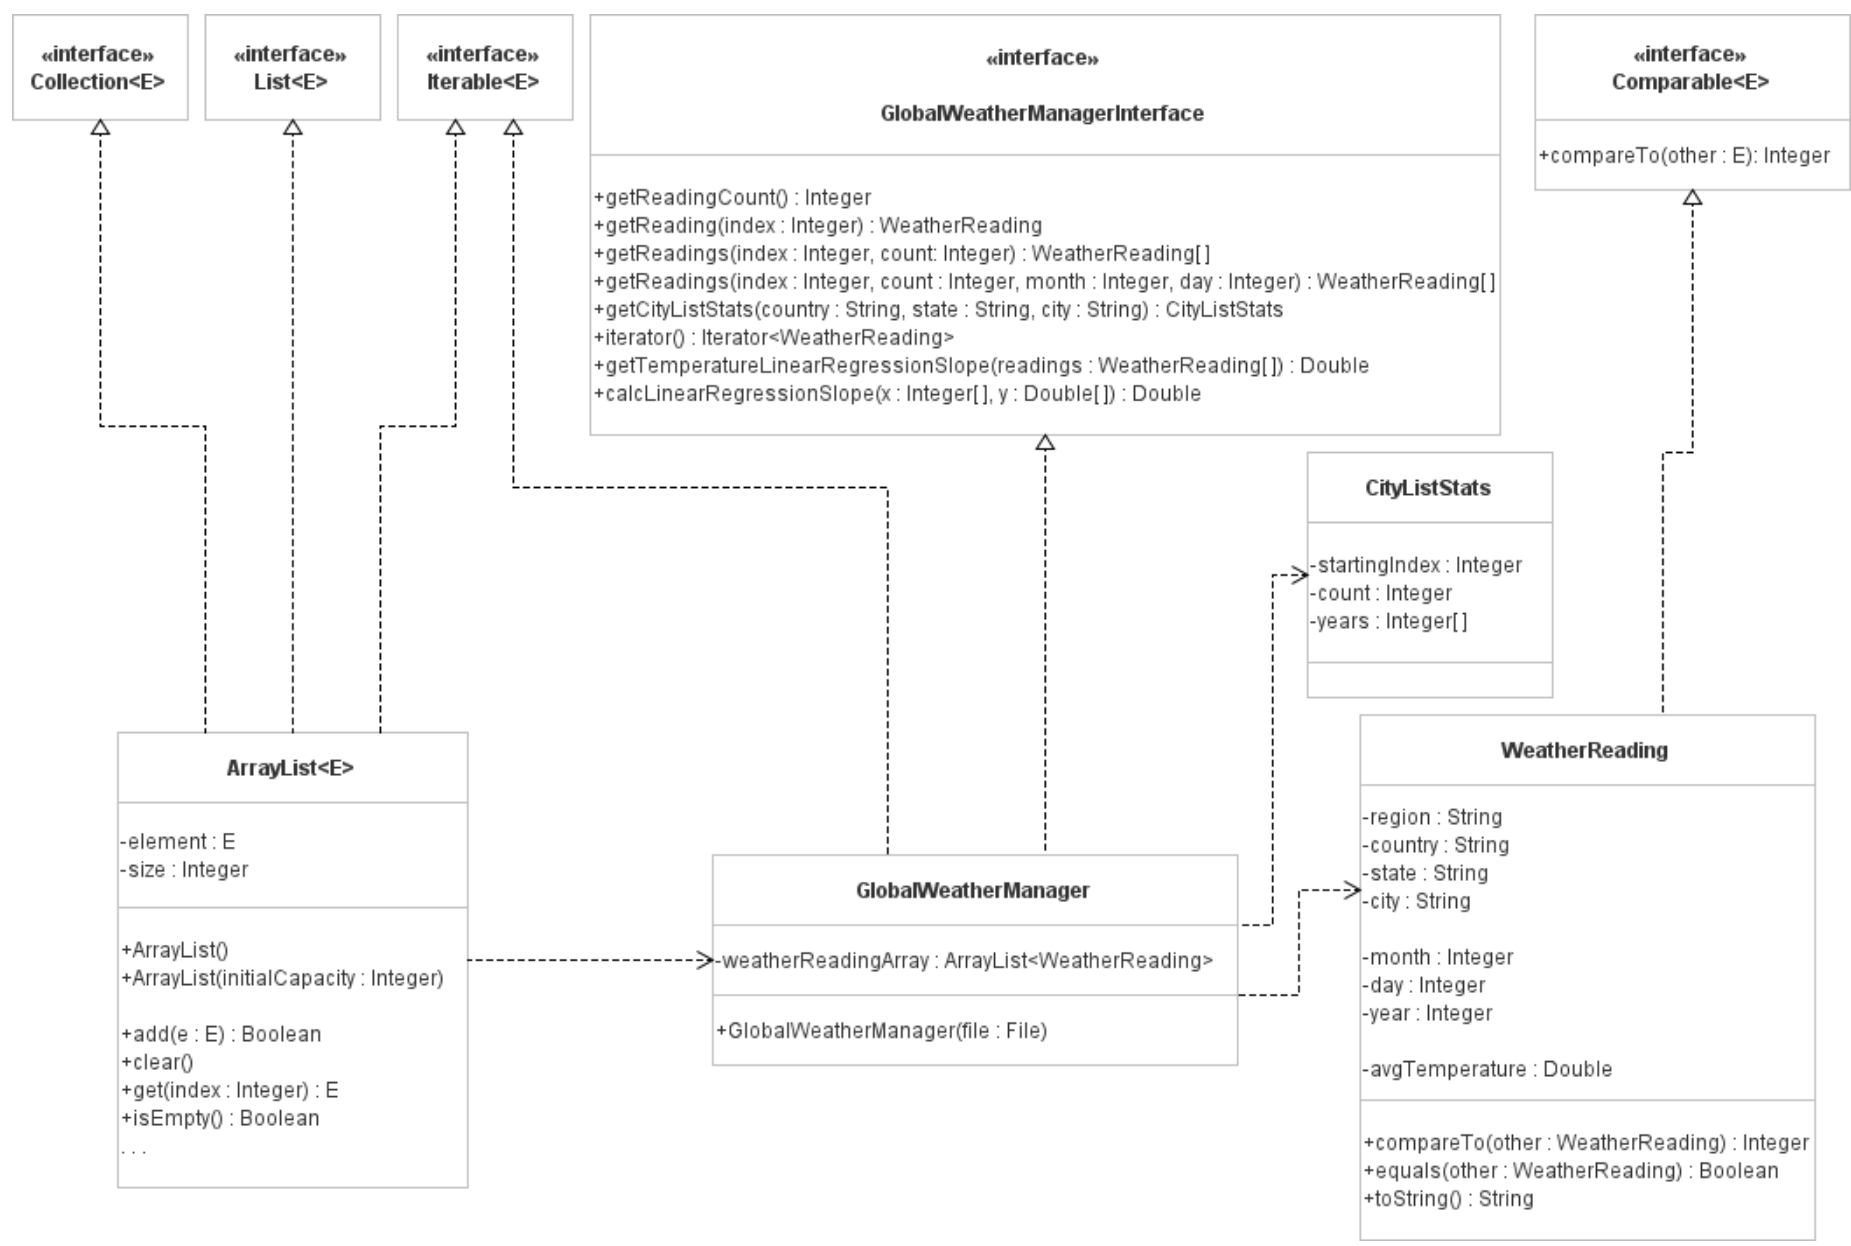 «interface»
Collection<E>
«interface»
List<E>
«interface»
Iterable<E>
«interface»
GlobalWeatherManagerInterface
+getReadingCount() : Integer
+getReading(index : Integer) : WeatherReading
+getReadings(index : Integer, count: Integer) : WeatherReading[ ]
+getReadings(index : Integer, count : Integer, month : Integer, day : Integer) : WeatherReading[ ]
+getCityListStats(country : String, state : String, city : String) : CityListStats
+iterator() : Iterator<WeatherReading>
+getTemperatureLinearRegressionSlope(readings : WeatherReading[ ]) : Double
+calcLinearRegressionSlope(x : Integer[ ], y : Double[ ]) : Double
«interface»
Comparable<E>
+compareTo(other : E): Integer
CityListStats
-startingIndex : Integer
-count : Integer
-years : Integer[ ]
ArrayList<E>
-element : E
-size : Integer
+ArrayList()
+ArrayList(initialCapacity : Integer)
+add(e : E) : Boolean
+clear()
+get(index : Integer) : E
+isEmpty() : Boolean
. . .
GlobalWeatherManager
-weatherReadingArray : ArrayList<WeatherReading>
+GlobalWeatherManager(file : File)
WeatherReading
-region : String
-country : String
-state : String
-city : String
-month : Integer
-day : Integer
-year : Integer
-avgTemperature : Double
+compareTo(other : WeatherReading) : Integer
+equals(other : WeatherReading) : Boolean
+toString() : String